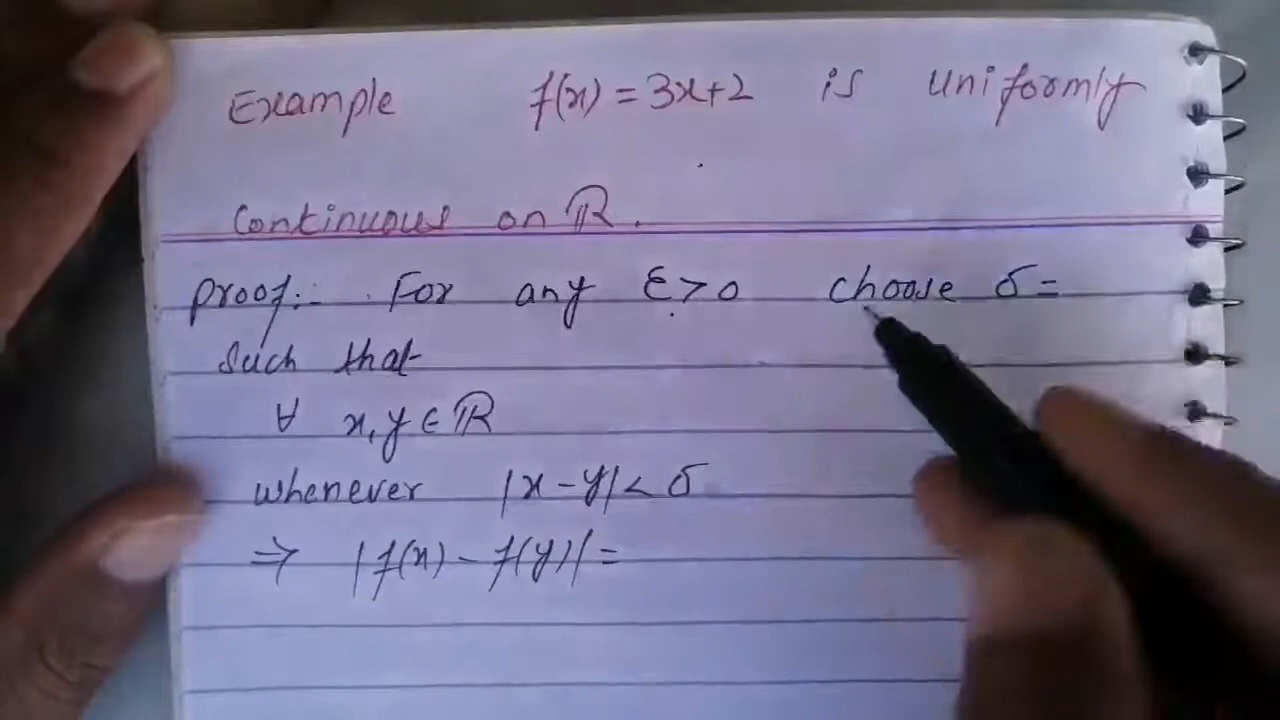 Example f(x) = 3x+2 is uniformly
Continuous on ℝ.
Proof:- For any ε>0 choose δ=
Such that
∀ x,y ∈ ℝ
whenever |x-y|<δ
⇒ |f(x) - f(y)| =